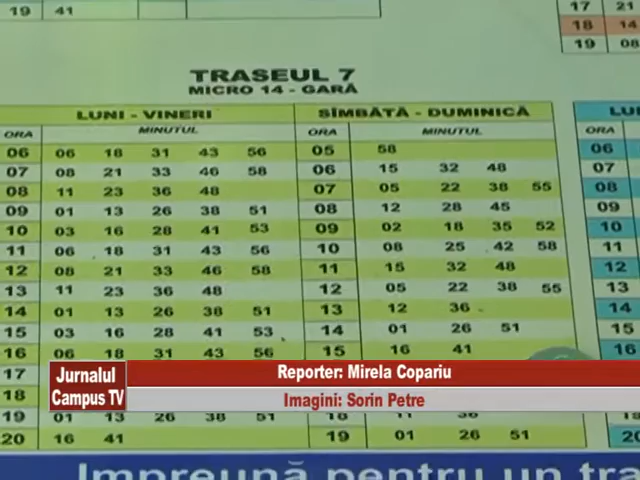 19 41
17 21
18 14
19 08
TRASEUL 7
MICRO 14 - GARĂ
LUNI - VINERI SÎMBĂTĂ - DUMINICĂ
ORA MINUTUL ORA MINUTUL ORA
06 06 18 31 43 56 05 58 06
07 08 21 33 46 58 06 15 32 48 07
08 11 23 36 48 07 05 22 38 55 08
09 01 13 26 38 51 08 12 28 45 09
10 03 16 28 41 53 09 02 18 35 52 10
11 06 18 31 43 56 10 08 25 42 58 11
12 08 21 33 46 58 11 15 32 48 12
13 11 23 36 48 12 05 22 38 55 13
14 01 13 26 38 51 13 12 36 14
15 03 16 28 41 53 14 01 26 51 15
16 06 18 31 43 56 15 16 41 16
17
18
Jurnalul
Campus TV
Reporter: Mirela Copariu
Imagini: Sorin Petre
19 01 13 26 38 51 18 11 36
20 16 41 19 01 26 51 20
Împreună pentru un tra